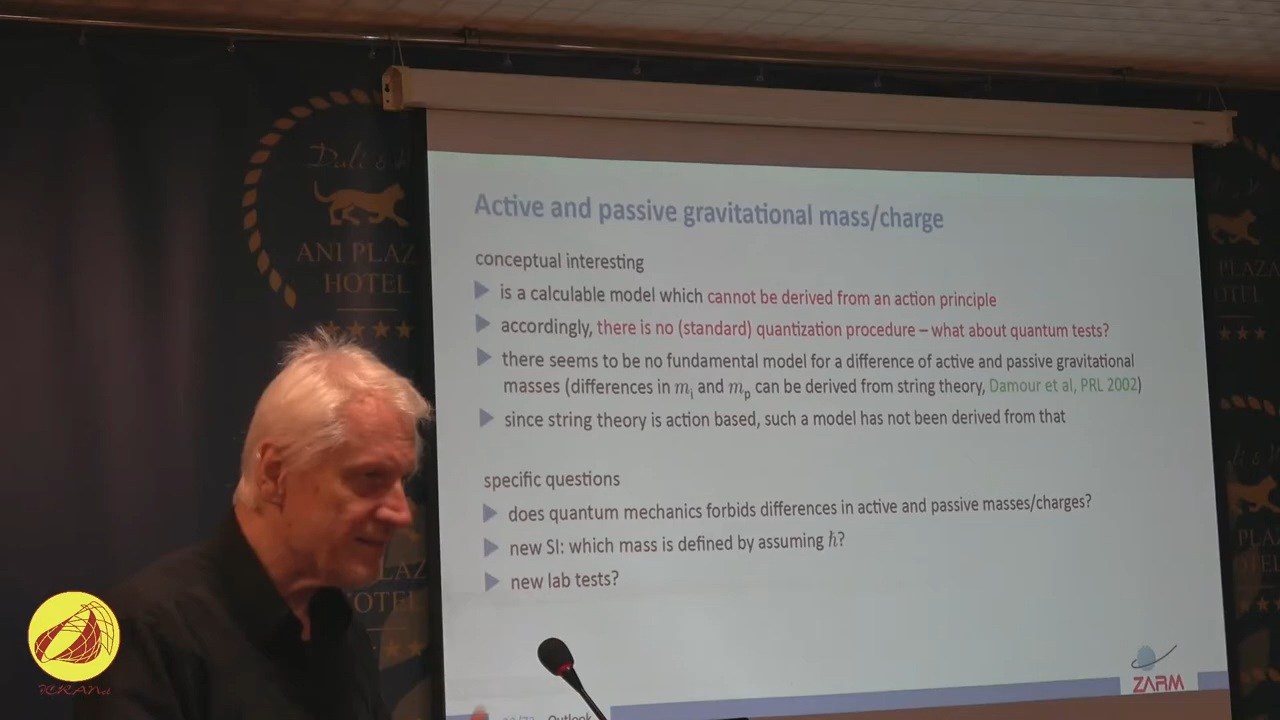 ANI PLAZ
HOTEL
Active and passive gravitational mass/charge
conceptual interesting
is a calculable model which cannot be derived from an action principle
accordingly, there is no (standard) quantization procedure – what about quantum tests?
there seems to be no fundamental model for a difference of active and passive gravitational
masses (differences in mᵢ and mₚ can be derived from string theory, Damour et al, PRL 2002)
since string theory is action based, such a model has not been derived from that
specific questions
does quantum mechanics forbids differences in active and passive masses/charges?
new SI: which mass is defined by assuming ħ?
new lab tests?
ZARM
Outlook
ICRANet